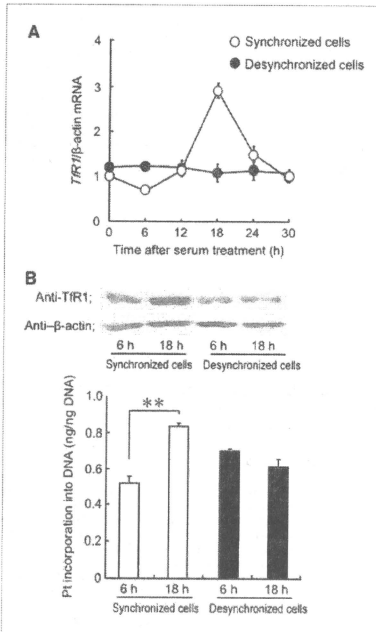 A
Synchronized cells
Desynchronized cells
TfR1/β-actin mRNA
4
3
2
1
0
0 6 12 18 24 30
Time after serum treatment (h)
B
Anti-TfR1;
Anti-β-actin;
6 h 18 h 6 h 18 h
Synchronized cells Desynchronized cells
Pt incorporation into DNA (ng/ng DNA)
1.0
0.8
0.6
0.4
0.2
0
**
6 h 18 h 6 h 18 h
Synchronized cells Desynchronized cells